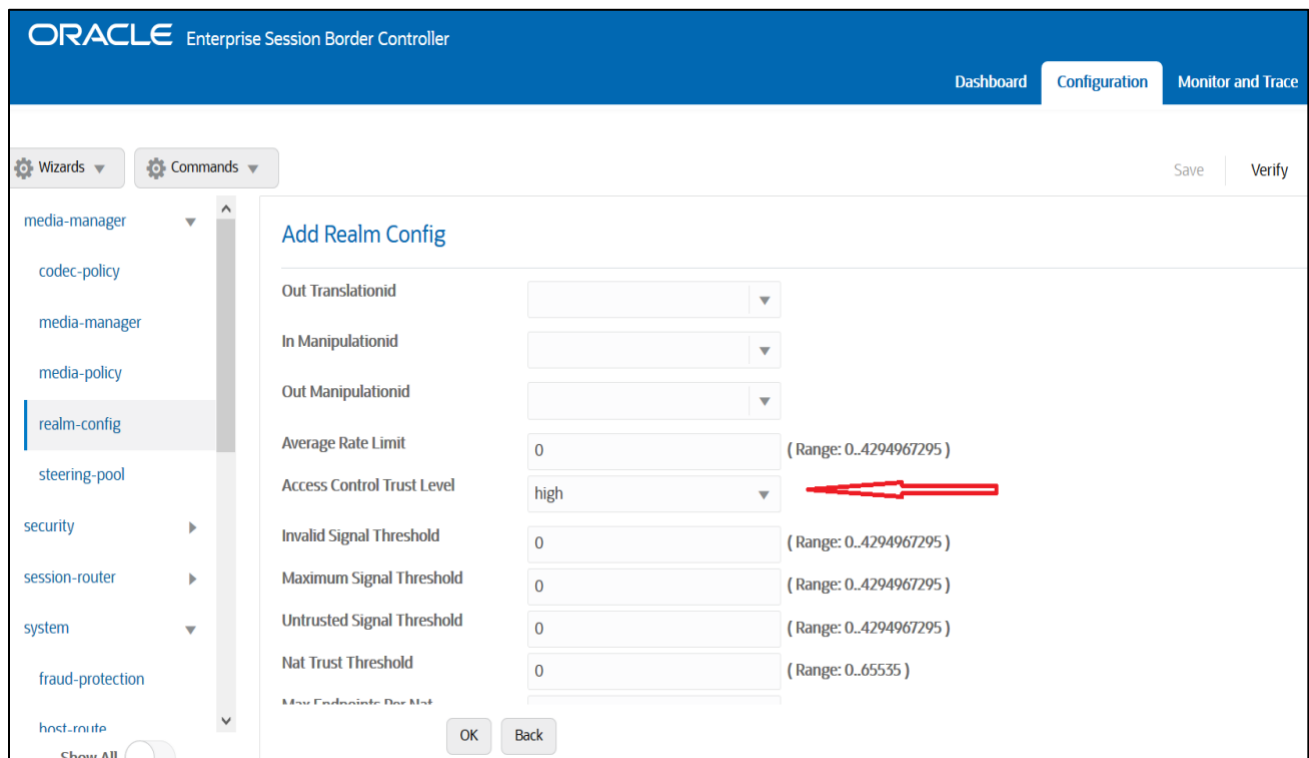 ORACLE Enterprise Session Border Controller
Dashboard Configuration Monitor and Trace
Wizards Commands Save Verify
media-manager
codec-policy
media-manager
media-policy
realm-config
steering-pool
security
session-router
system
fraud-protection
host-route
Show All
Add Realm Config
Out Translationid
In Manipulationid
Out Manipulationid
Average Rate Limit 0 ( Range: 0..4294967295 )
Access Control Trust Level high
Invalid Signal Threshold 0 ( Range: 0..4294967295 )
Maximum Signal Threshold 0 ( Range: 0..4294967295 )
Untrusted Signal Threshold 0 ( Range: 0..4294967295 )
Nat Trust Threshold 0 ( Range: 0..65535 )
Max Endpoints Per Nat
OK Back